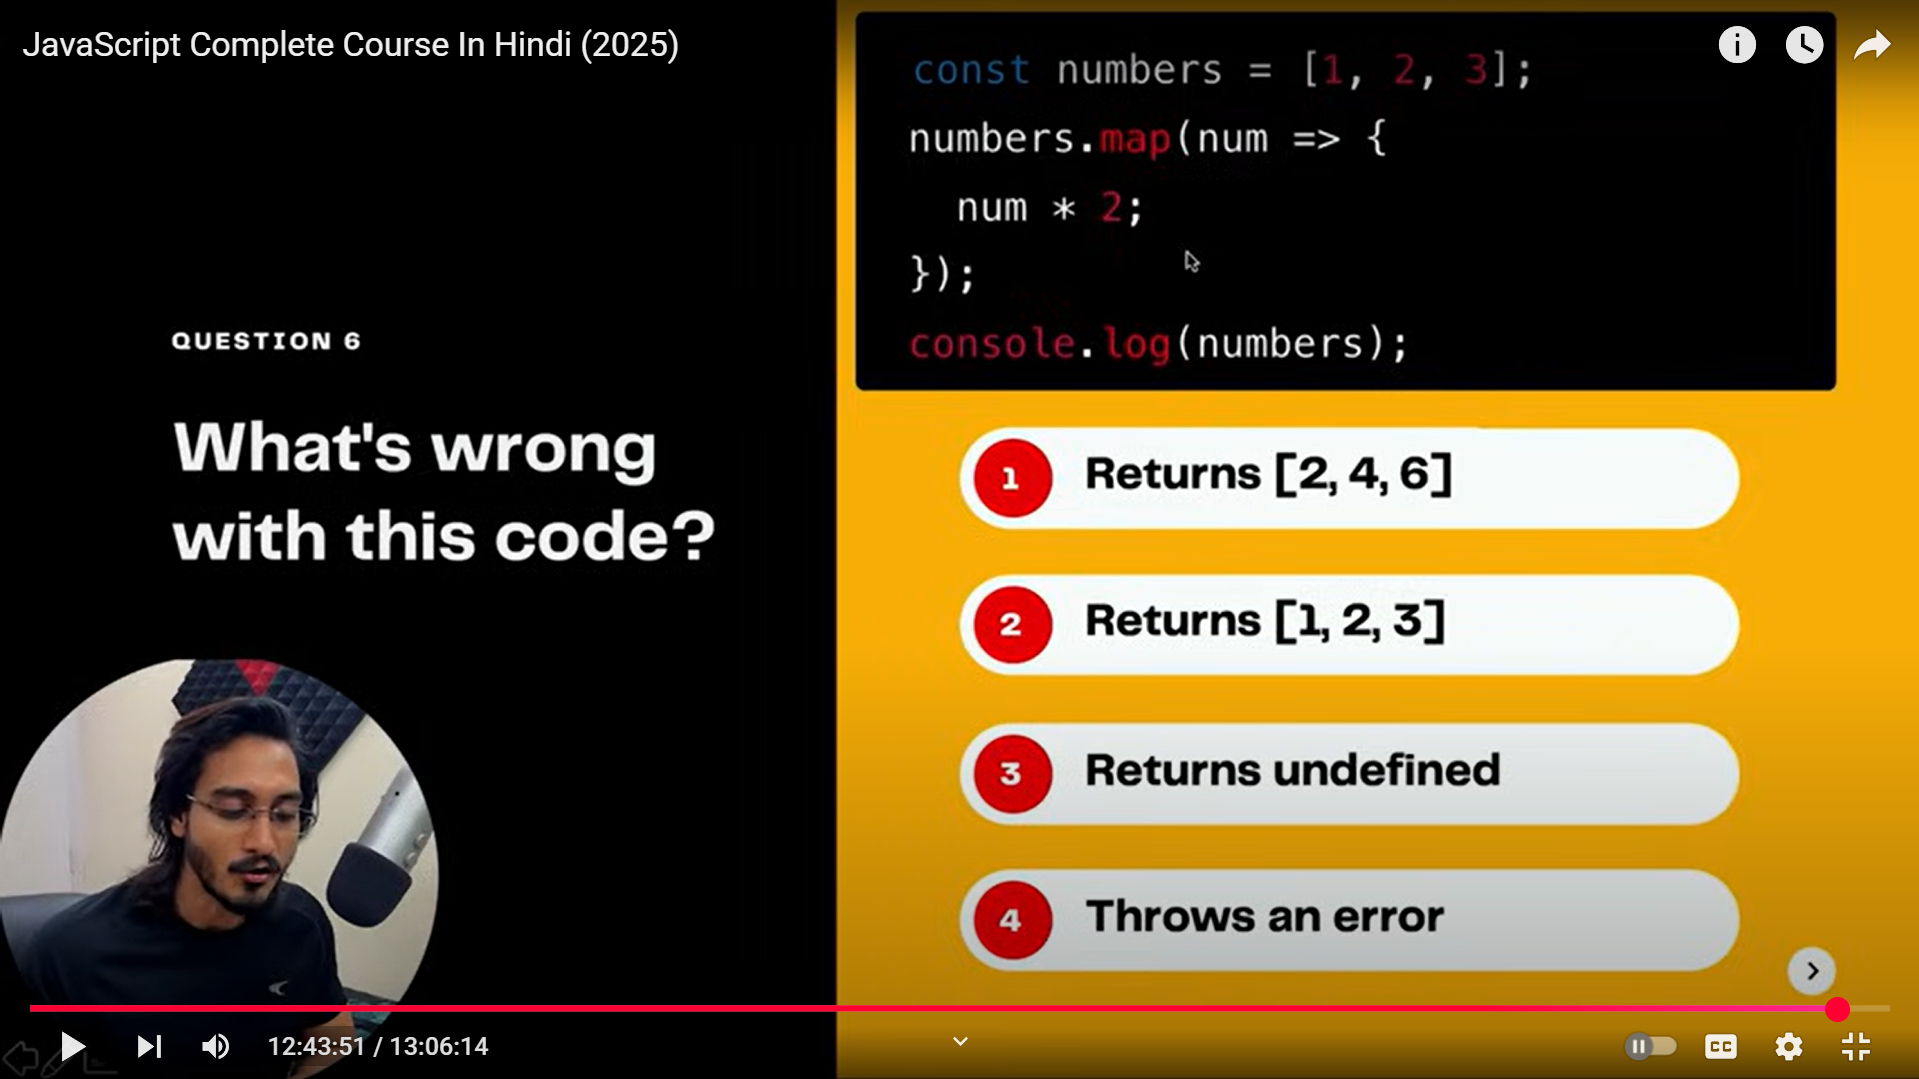 JavaScript Complete Course In Hindi (2025)
const numbers = [1, 2, 3];
numbers.map(num => {
num * 2;
});
console.log(numbers);
QUESTION 6
What's wrong
with this code?
1 Returns [2, 4, 6]
2 Returns [1, 2, 3]
3 Returns undefined
4 Throws an error
12:43:51 / 13:06:14
CC